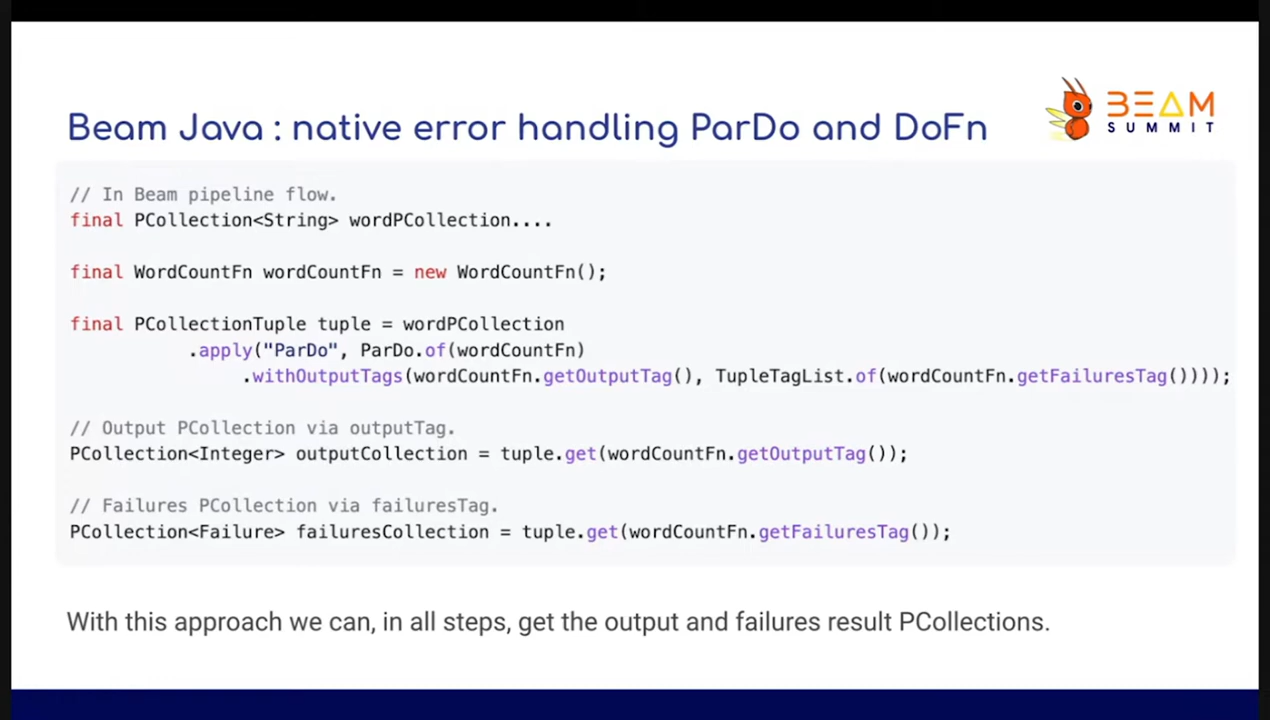 Beam Java : native error handling ParDo and DoFn
BEAM
SUMMIT
// In Beam pipeline flow.
final PCollection<String> wordPCollection....
final WordCountFn wordCountFn = new WordCountFn();
final PCollectionTuple tuple = wordPCollection
.apply("ParDo", ParDo.of(wordCountFn)
.withOutputTags(wordCountFn.getOutputTag(), TupleTagList.of(wordCountFn.getFailuresTag())));
// Output PCollection via outputTag.
PCollection<Integer> outputCollection = tuple.get(wordCountFn.getOutputTag());
// Failures PCollection via failuresTag.
PCollection<Failure> failuresCollection = tuple.get(wordCountFn.getFailuresTag());
With this approach we can, in all steps, get the output and failures result PCollections.